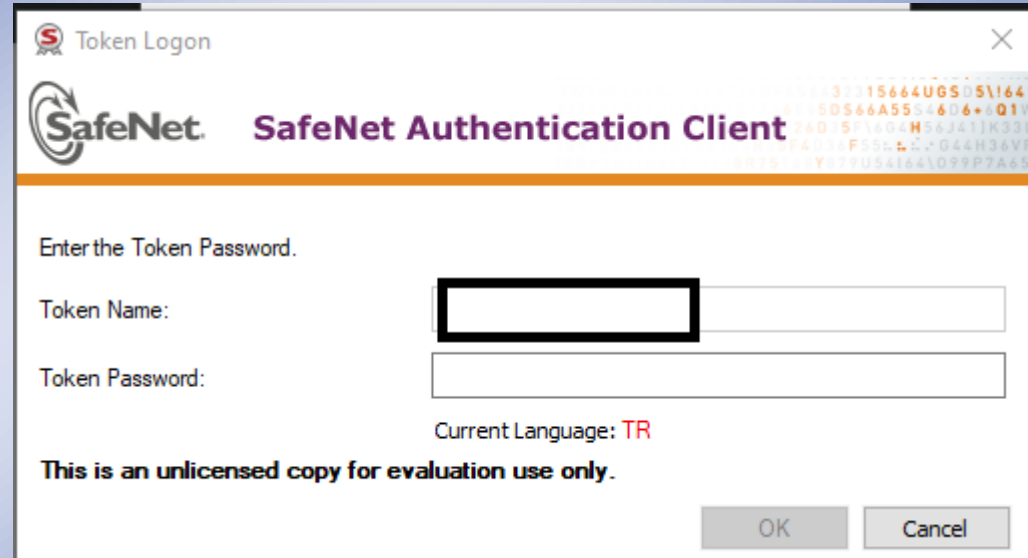 Token Logon
SafeNet. SafeNet Authentication Client
Enter the Token Password.
Token Name:
Token Password:
Current Language: TR
This is an unlicensed copy for evaluation use only.
OK Cancel